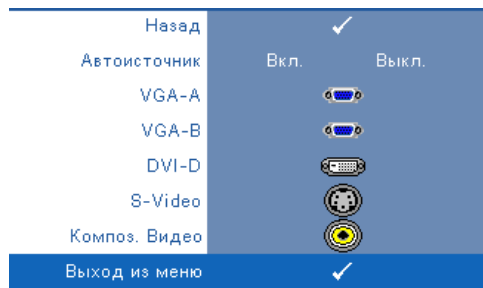 Назад
Автоисточник Вкл. Выкл.
VGA-A
VGA-B
DVI-D
S-Video
Композ. Видео
Выход из меню